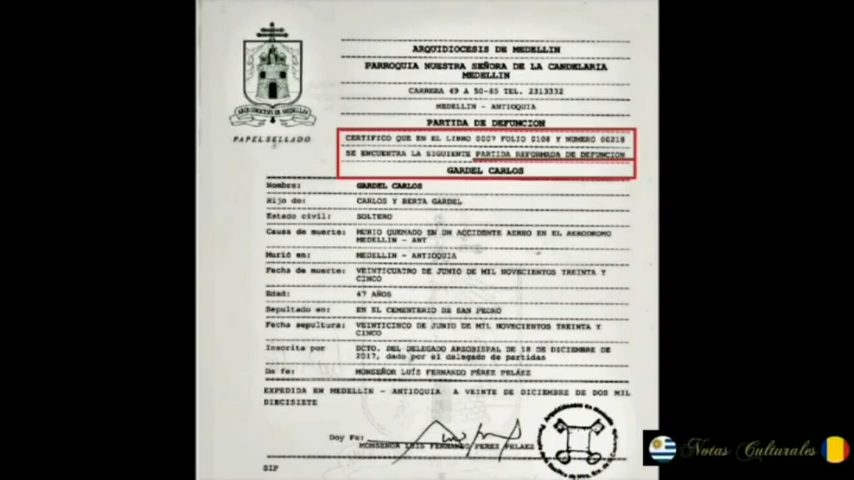 ARQUIDIOCESIS DE MEDELLIN
PARROQUIA NUESTRA SEÑORA DE LA CANDELARIA
MEDELLIN
CARRERA 49 A 50-85 TEL. 2313332
MEDELLIN - ANTIOQUIA
ARQUIDIOCESIS DE MEDELLIN
PAPEL SELLADO
PARTIDA DE DEFUNCION
CERTIFICO QUE EN EL LIBRO 0007 FOLIO 0108 Y NUMERO 00218
SE ENCUENTRA LA SIGUIENTE PARTIDA REFORMADA DE DEFUNCION
GARDEL CARLOS
Nombre: GARDEL CARLOS
Hijo de: CARLOS Y BERTA GARDEL
Estado civil: SOLTERO
Causa de muerte: MURIO QUEMADO EN UN ACCIDENTE AEREO EN EL AERODROMO
MEDELLIN - ANT
Murió en: MEDELLIN - ANTIOQUIA
Fecha de muerte: VEINTICUATRO DE JUNIO DE MIL NOVECIENTOS TREINTA Y
CINCO
Edad: 47 AÑOS
Sepultado en: EN EL CEMENTERIO DE SAN PEDRO
Fecha sepultura: VEINTICINCO DE JUNIO DE MIL NOVECIENTOS TREINTA Y
CINCO
Inscrita por DCTO. DEL DELEGADO ARZOBISPAL DE 18 DE DICIEMBRE DE
2017, dado por el delegado de partidas
Da fe: MONSEÑOR LUÍS FERNANDO PÉREZ PELÁEZ
EXPEDIDA EN MEDELLIN - ANTIOQUIA A VEINTE DE DICIEMBRE DE DOS MIL
DIECISIETE
Doy Fe:
MONSEÑOR LUIS FERNANDO PEREZ PELAEZ
SIP
Notas Culturales